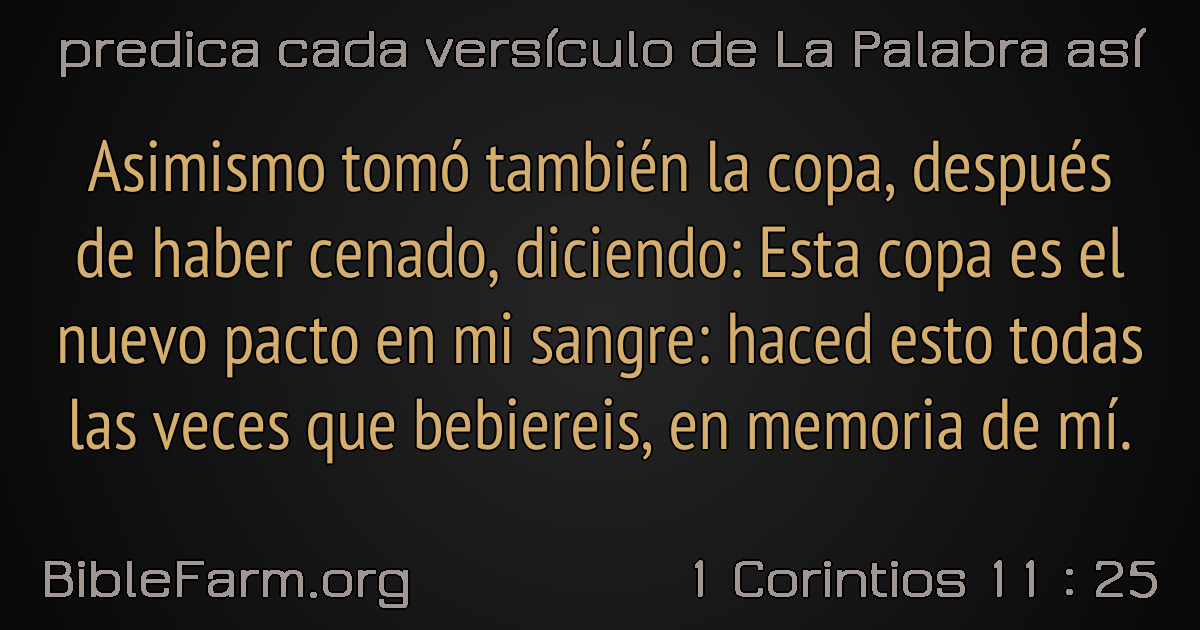 predica cada versículo de La Palabra así
Asimismo tomó también la copa, después
de haber cenado, diciendo: Esta copa es el
nuevo pacto en mi sangre: haced esto todas
las veces que bebiereis, en memoria de mí.
BibleFarm.org
1 Corintios 11 : 25